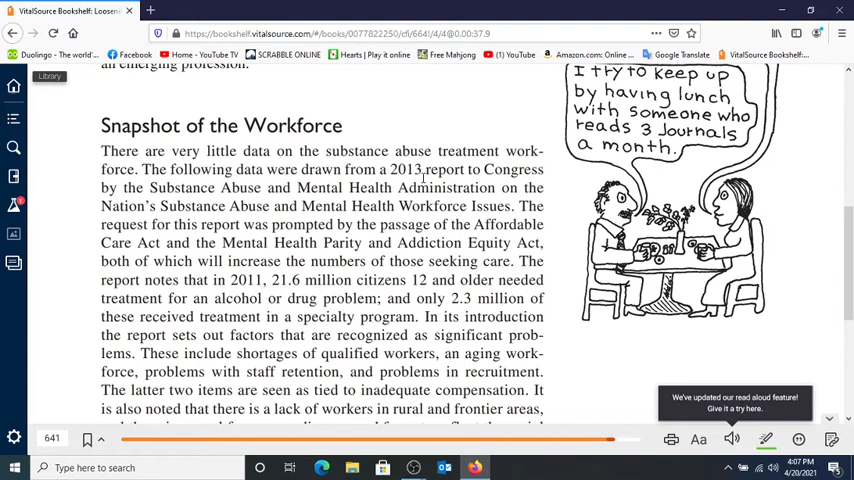 VitalSource Bookshelf: Loosene
https://bookshelf.vitalsource.com/#/books/0077822250/cfi/664!/4/4@0.00:37.9
Duolingo - The world'...
Facebook
Home - YouTube TV
SCRABBLE ONLINE
Hearts | Play it online
Free Mahjong
(1) YouTube
Amazon.com: Online...
Google Translate
VitalSource Bookshelf...
Library
an emerging profession.
I try to keep up
by having lunch
with someone who
reads 3 Journals
a month.
Snapshot of the Workforce
There are very little data on the substance abuse treatment work-
force. The following data were drawn from a 2013 report to Congress
by the Substance Abuse and Mental Health Administration on the
Nation's Substance Abuse and Mental Health Workforce Issues. The
request for this report was prompted by the passage of the Affordable
Care Act and the Mental Health Parity and Addiction Equity Act,
both of which will increase the numbers of those seeking care. The
report notes that in 2011, 21.6 million citizens 12 and older needed
treatment for an alcohol or drug problem; and only 2.3 million of
these received treatment in a specialty program. In its introduction
the report sets out factors that are recognized as significant prob-
lems. These include shortages of qualified workers, an aging work-
force, problems with staff retention, and problems in recruitment.
The latter two items are seen as tied to inadequate compensation. It
is also noted that there is a lack of workers in rural and frontier areas,
We've updated our read aloud feature!
Give it a try here.
641
Aa
Type here to search
4:07 PM
4/20/2021